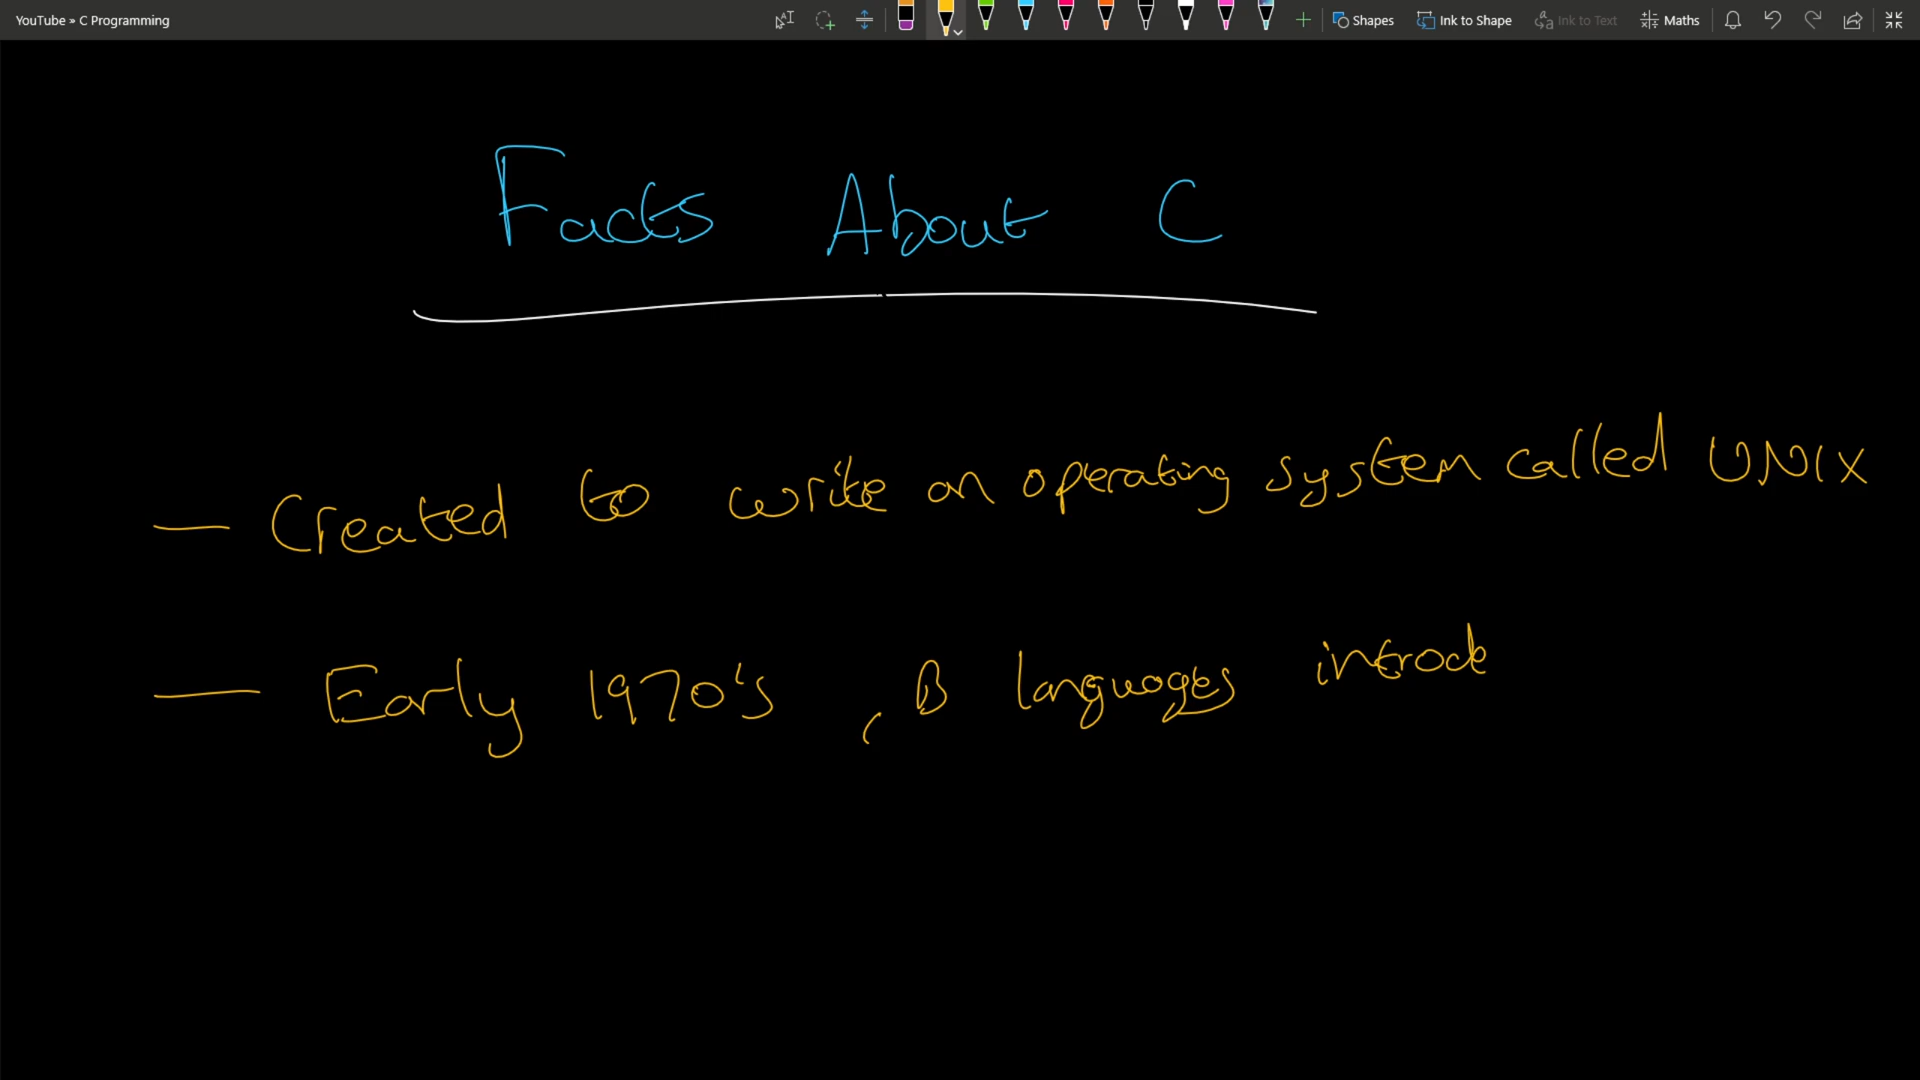 YouTube » C Programming Shapes Ink to Shape Ink to Text Maths
Facts About C
— Created to write an operating system called UNIX
— Early 1970's , B languages introde